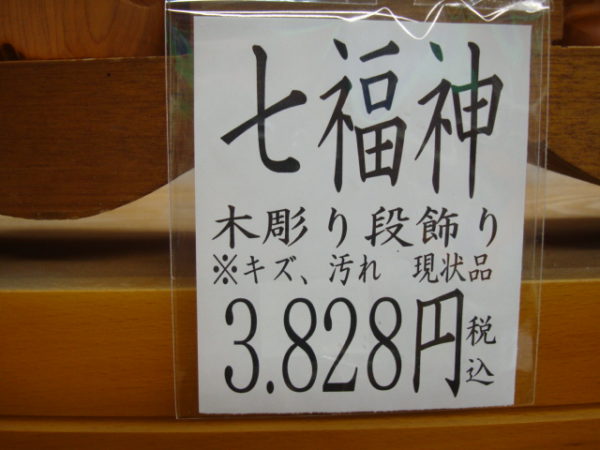 七福神
木彫り段飾り
※キズ、汚れ 現状品
3.828円税込